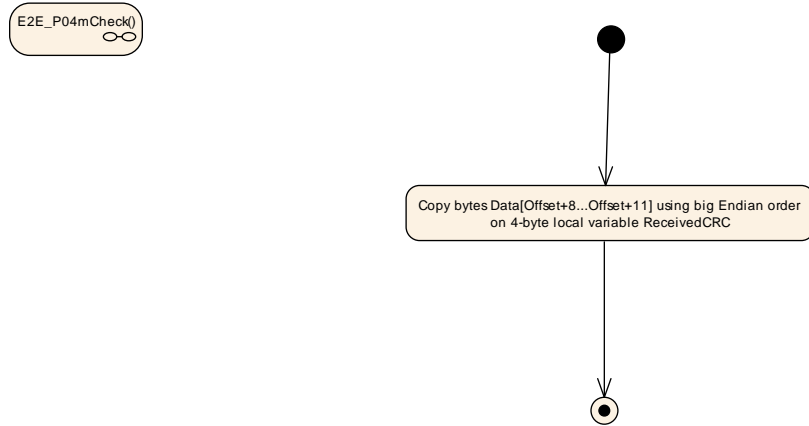 E2E_P04mCheck()
Copy bytes Data[Offset+8...Offset+11] using big Endian order
on 4-byte local variable ReceivedCRC